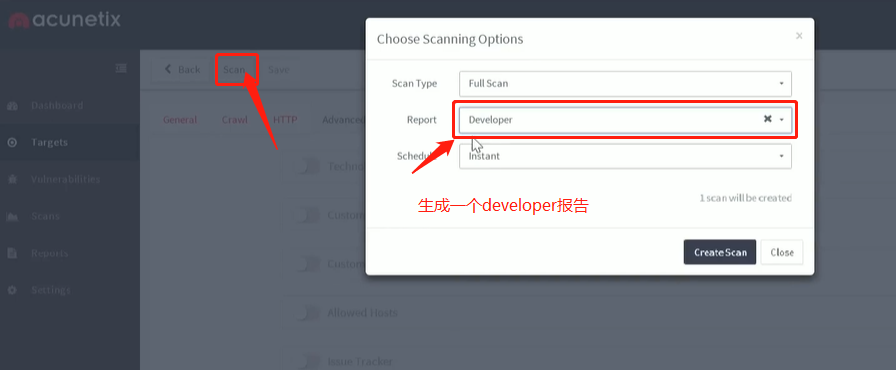 acunetix
Choose Scanning Options ×
Back Scan Save
Scan Type Full Scan
General Crawl HTTP Advanced
Report Developer
Dashboard
Targets
Schedule Instant
Techn
Vulnerabilities
生成一个developer报告
1 scan will be created
Scans
Custom
Reports
Custom
Create Scan Close
Settings
Allowed Hosts
Issue Tracker